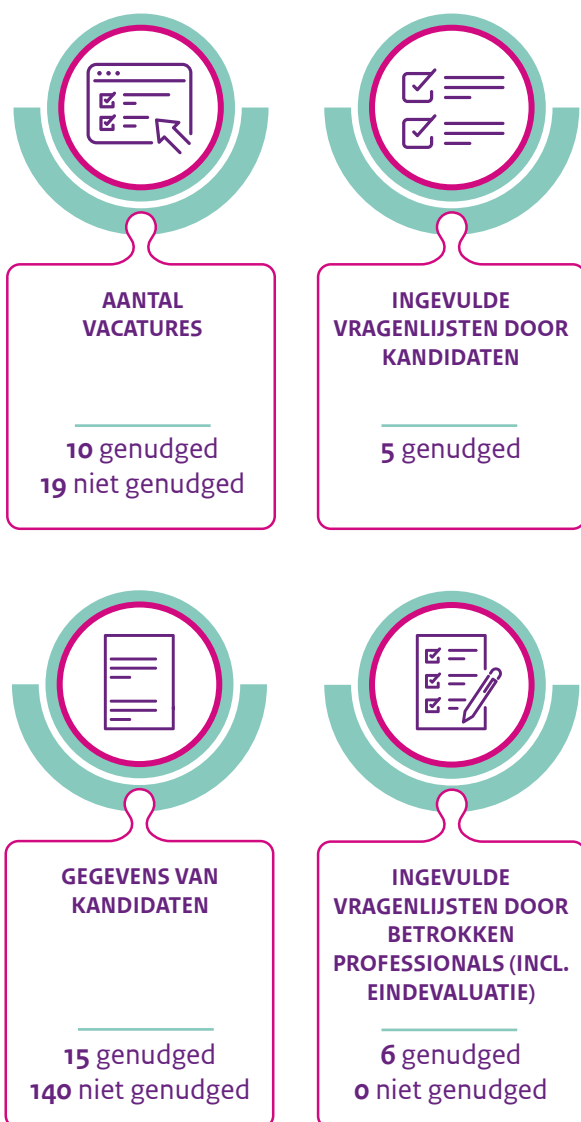 AANTAL
VACATURES
10 genudged
19 niet genudged
INGEVULDE
VRAGENLIJSTEN DOOR
KANDIDATEN
5 genudged
GEGEVENS VAN
KANDIDATEN
15 genudged
140 niet genudged
INGEVULDE
VRAGENLIJSTEN DOOR
BETROKKEN
PROFESSIONALS (INCL.
EINDEVALUATIE)
6 genudged
0 niet genudged